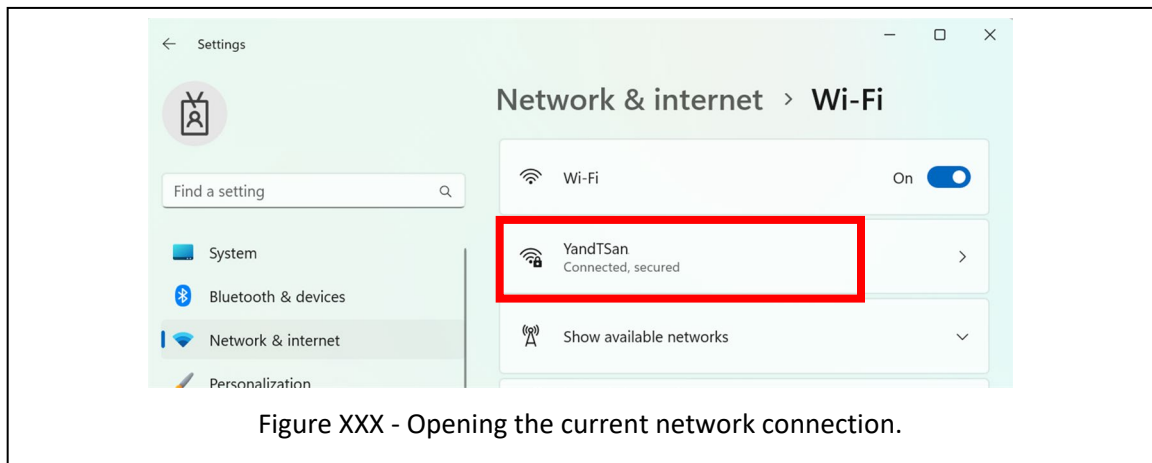 Settings
Network & internet > Wi-Fi
Find a setting
Wi-Fi
On
System
Bluetooth & devices
Network & internet
Personalization
YandTSan
Connected, secured
Show available networks
Figure XXX - Opening the current network connection.